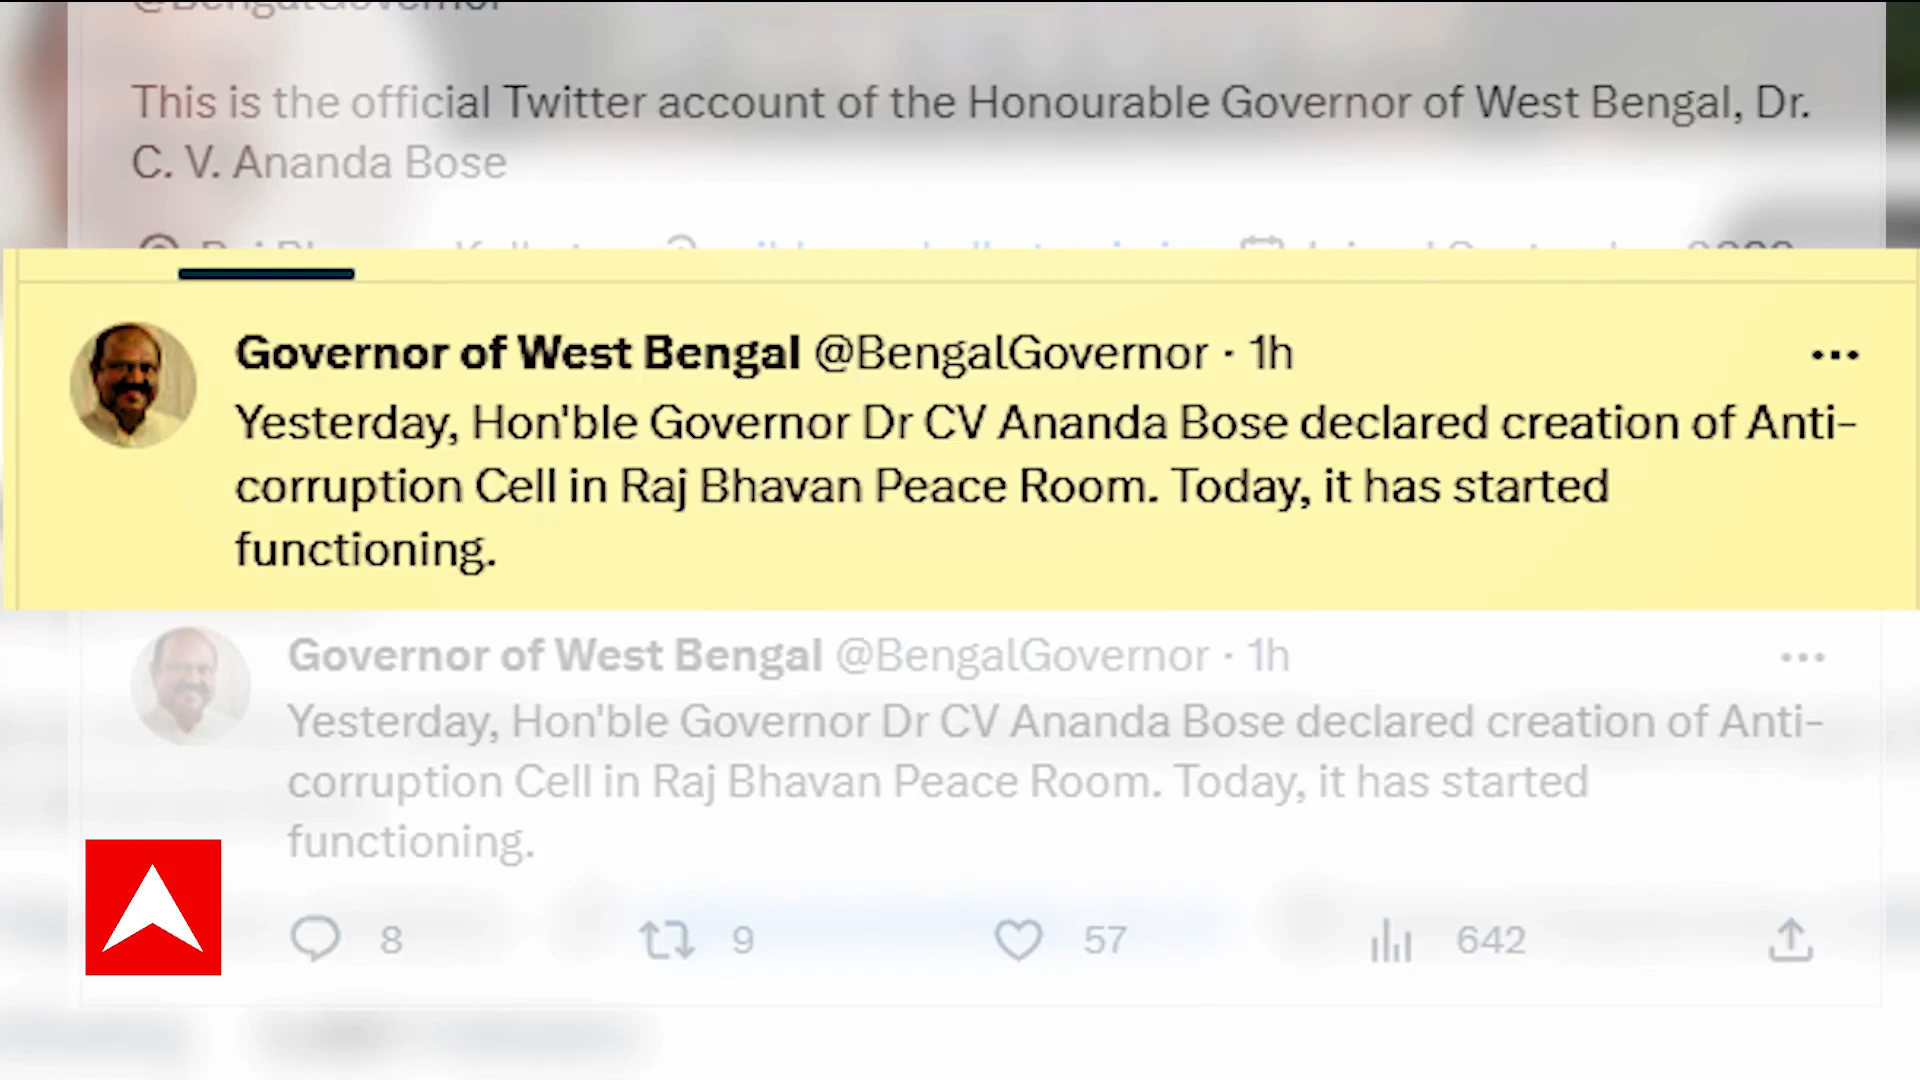 @BengalGovernor
This is the official Twitter account of the Honourable Governor of West Bengal, Dr.
C. V. Ananda Bose
Governor of West Bengal @BengalGovernor · 1h
Yesterday, Hon'ble Governor Dr CV Ananda Bose declared creation of Anti-
corruption Cell in Raj Bhavan Peace Room. Today, it has started
functioning.
Governor of West Bengal @BengalGovernor · 1h
Yesterday, Hon'ble Governor Dr CV Ananda Bose declared creation of Anti-
corruption Cell in Raj Bhavan Peace Room. Today, it has started
functioning.
8 9 57 642